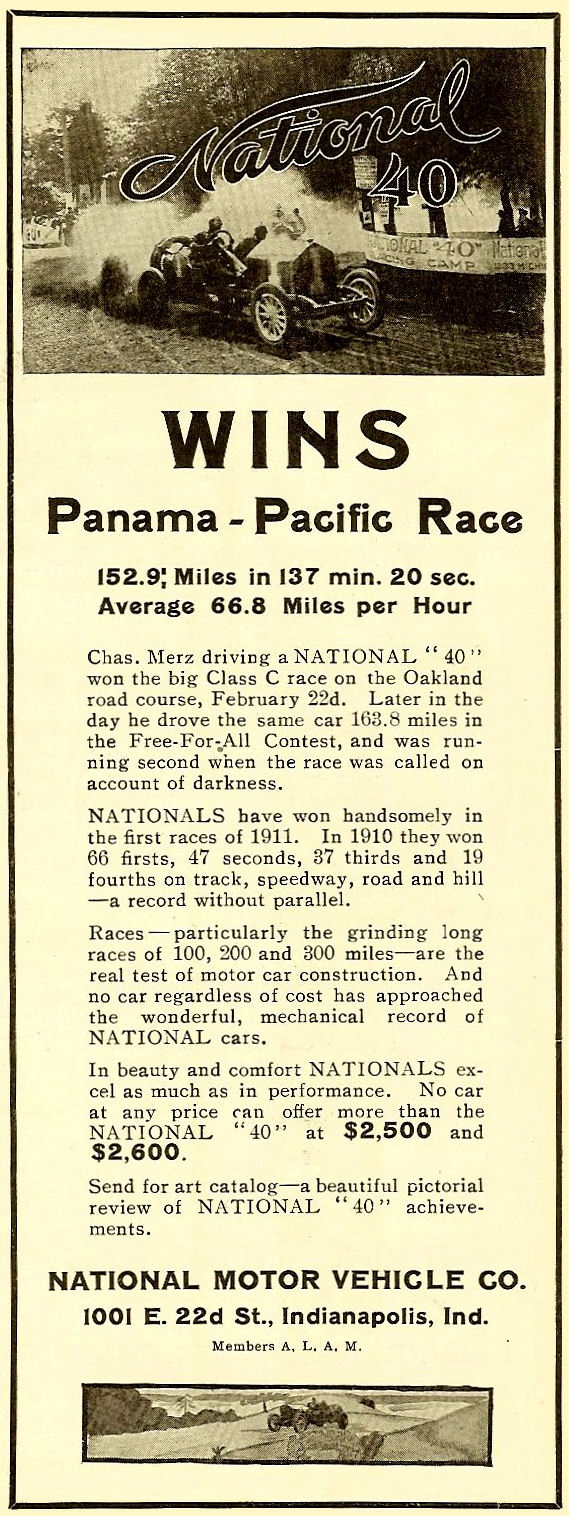 National
40
NATIONAL "40" National
RACING CAMP
WINS
Panama - Pacific Race
152.9; Miles in 137 min. 20 sec.
Average 66.8 Miles per Hour
Chas. Merz driving a NATIONAL "40"
won the big Class C race on the Oakland
road course, February 22d. Later in the
day he drove the same car 163.8 miles in
the Free-For-All Contest, and was run-
ning second when the race was called on
account of darkness.
NATIONALS have won handsomely in
the first races of 1911. In 1910 they won
66 firsts, 47 seconds, 37 thirds and 19
fourths on track, speedway, road and hill
—a record without parallel.
Races—particularly the grinding long
races of 100, 200 and 300 miles—are the
real test of motor car construction. And
no car regardless of cost has approached
the wonderful, mechanical record of
NATIONAL cars.
In beauty and comfort NATIONALS ex-
cel as much as in performance. No car
at any price can offer more than the
NATIONAL "40" at $2,500 and
$2,600.
Send for art catalog—a beautiful pictorial
review of NATIONAL "40" achieve-
ments.
NATIONAL MOTOR VEHICLE CO.
1001 E. 22d St., Indianapolis, Ind.
Members A. L. A. M.